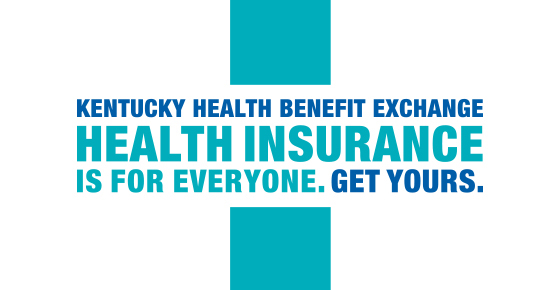 KENTUCKY HEALTH BENEFIT EXCHANGE
HEALTH INSURANCE
IS FOR EVERYONE. GET YOURS.